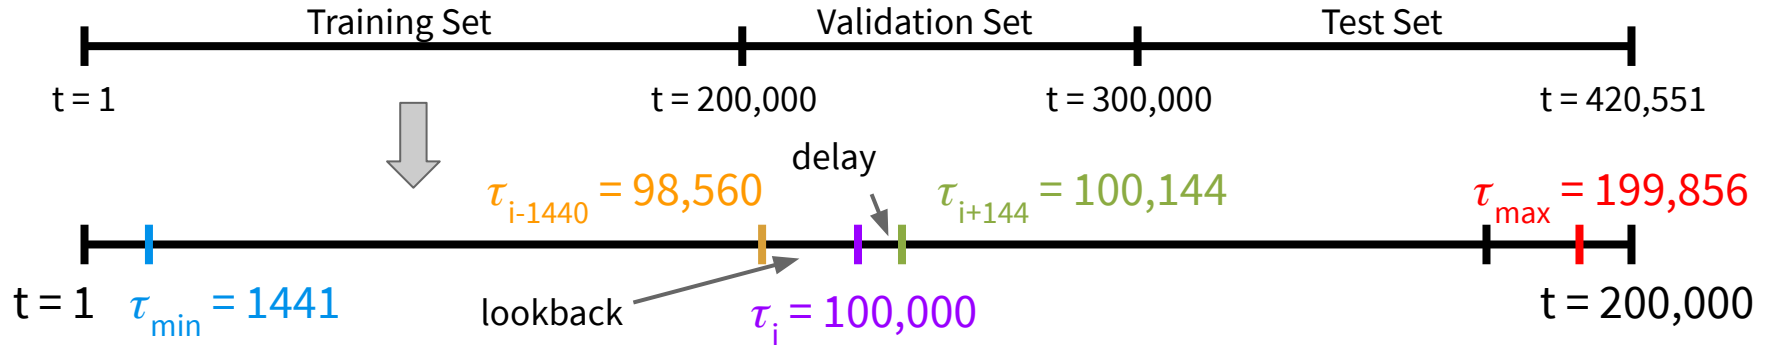 Training Set
Validation Set
Test Set
t = 1
t = 200,000
t = 300,000
t = 420,551
delay
τi-1440 = 98,560
τi+144 = 100,144
τmax = 199,856
t = 1
τmin = 1441
lookback
τi = 100,000
t = 200,000